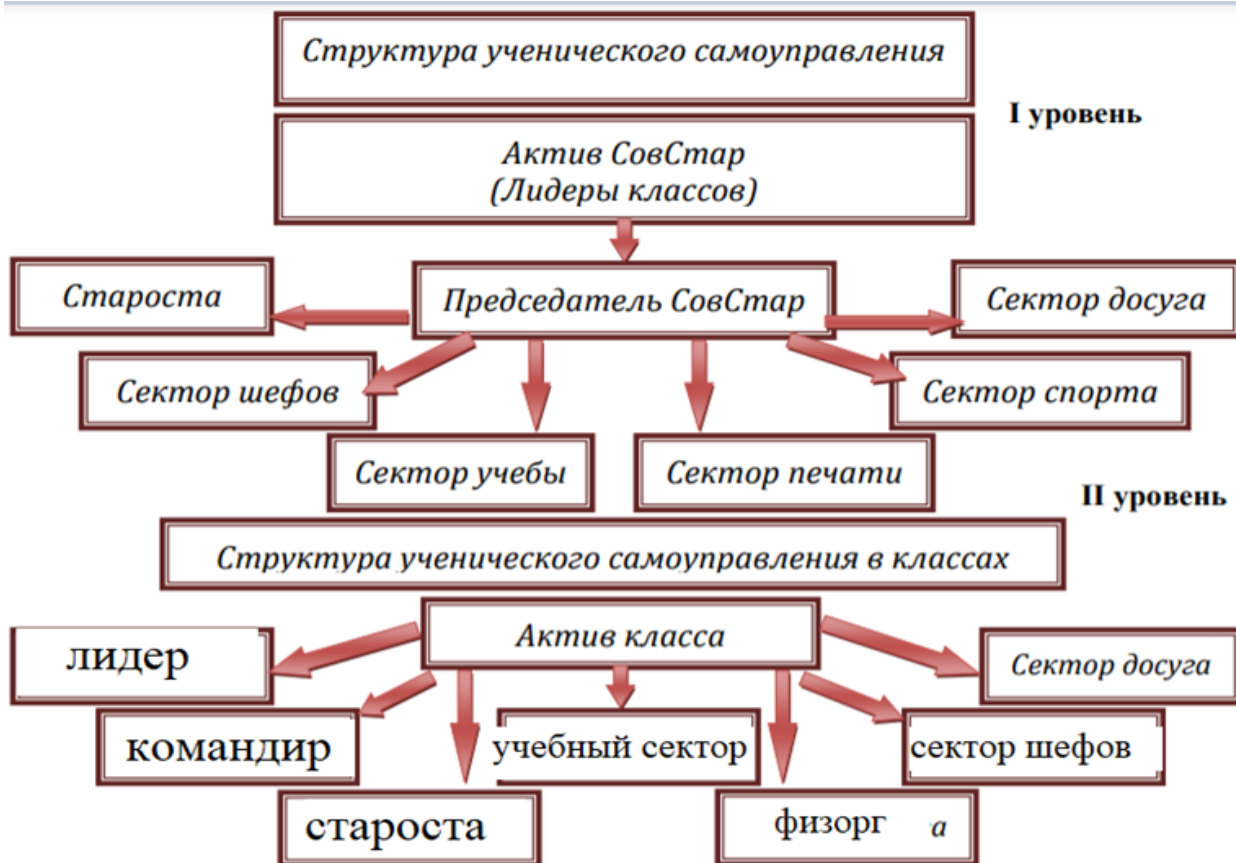 Структура ученического самоуправления
I уровень
Актив СовСтар
(Лидеры классов)
Староста
Председатель СовСтар
Сектор досуга
Сектор шефов
Сектор спорта
Сектор учебы
Сектор печати
II уровень
Структура ученического самоуправления в классах
Актив класса
лидер
Сектор досуга
командир
учебный сектор
сектор шефов
староста
физорг а